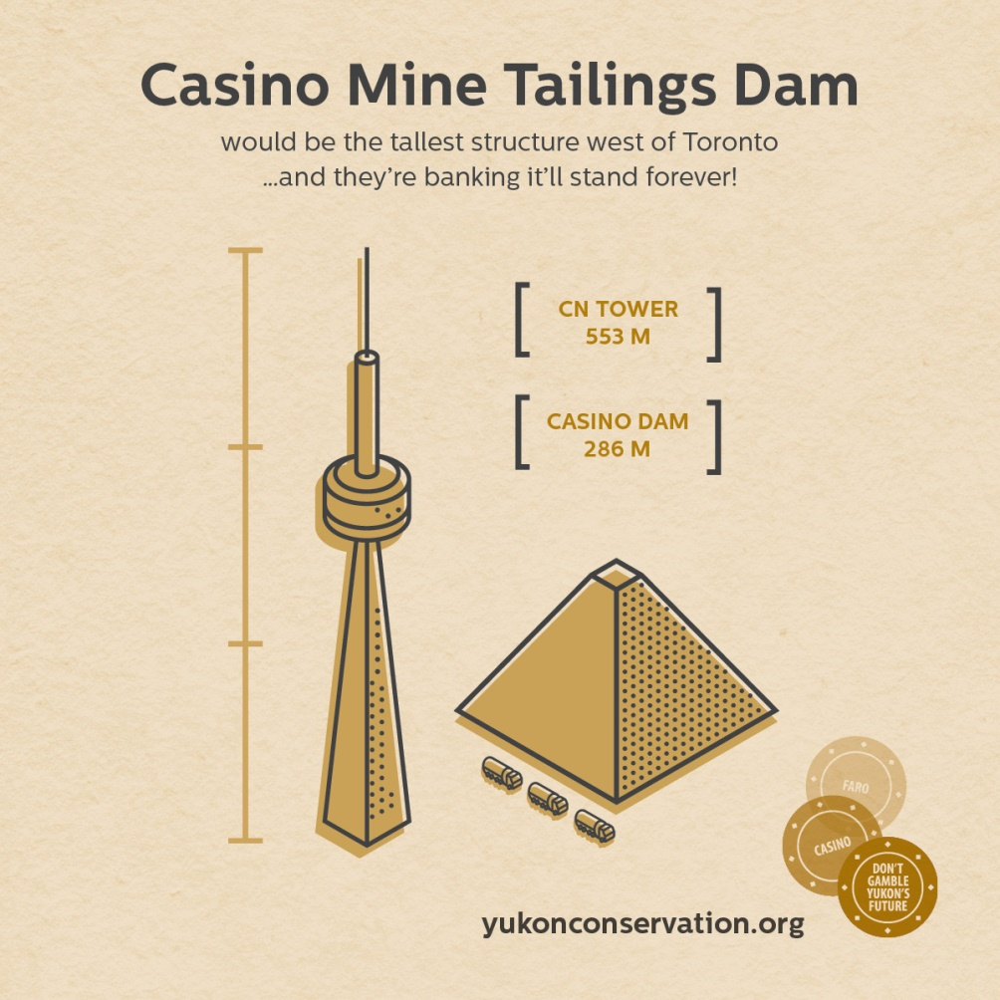 Casino Mine Tailings Dam
would be the tallest structure west of Toronto
...and they’re banking it’ll stand forever!
CN TOWER
553 M
CASINO DAM
286 M
FARO
CASINO
DON’T
GAMBLE
YUKON’S
FUTURE
yukonconservation.org